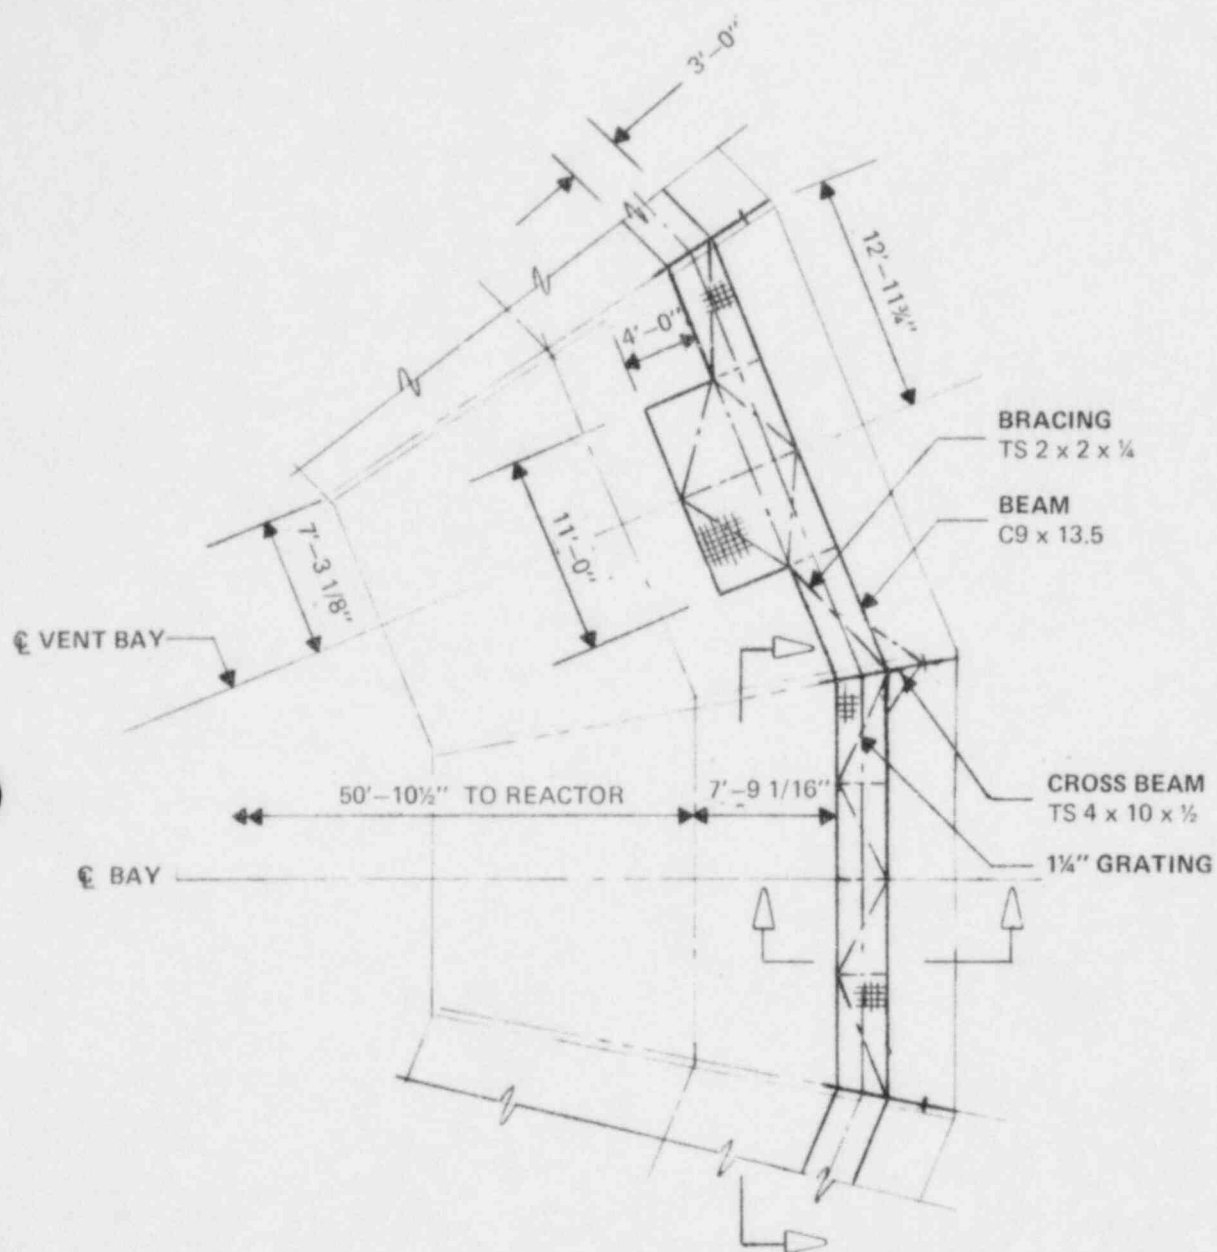 3'-0"
12'-11¾"
4'-0"
BRACING
TS 2 x 2 x ¼
BEAM
C9 x 13.5
11'-0"
7'-3 1/8"
℄ VENT BAY
50'-10½" TO REACTOR
7'-9 1/16"
CROSS BEAM
TS 4 x 10 x ½
1¼" GRATING
℄ BAY